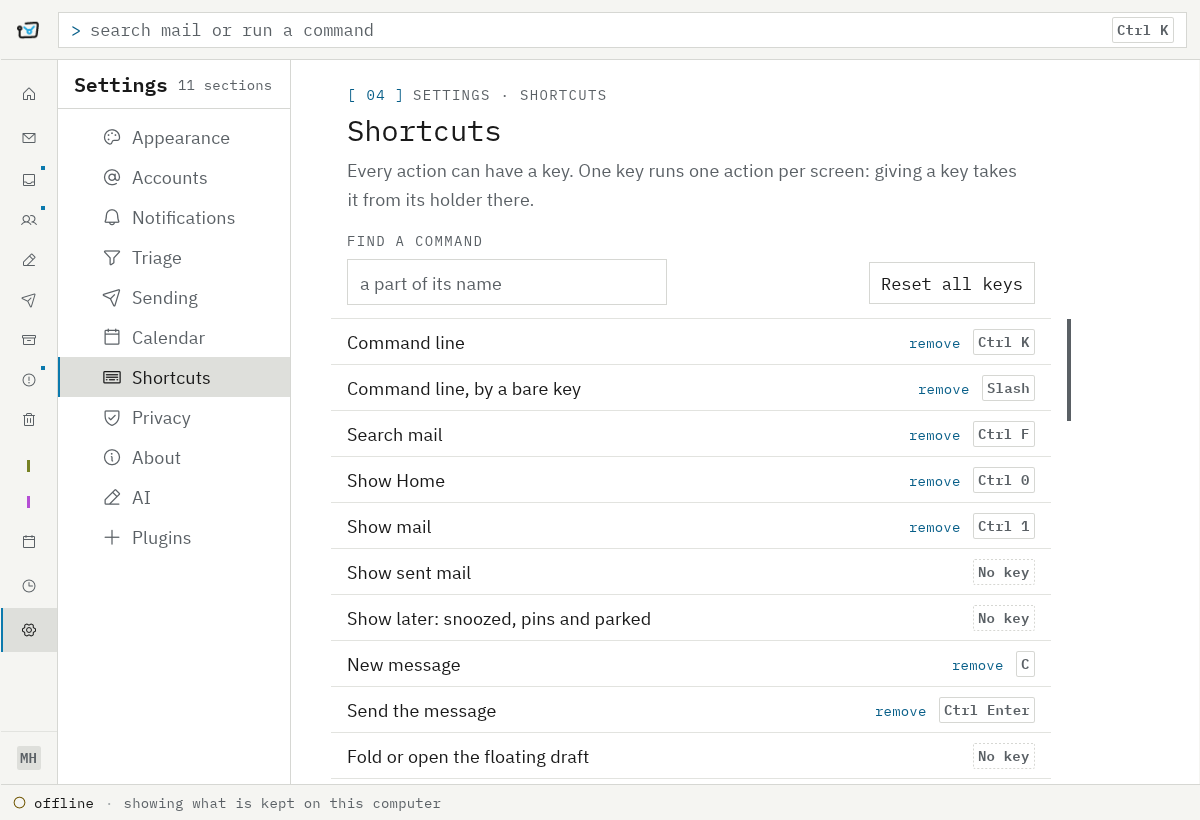 > search mail or run a command
Ctrl K
Settings 11 sections
Appearance
Accounts
Notifications
Triage
Sending
Calendar
Shortcuts
Privacy
About
AI
Plugins
MH
[ 04 ] SETTINGS · SHORTCUTS
Shortcuts
Every action can have a key. One key runs one action per screen: giving a key takes
it from its holder there.
FIND A COMMAND
a part of its name
Reset all keys
Command line remove Ctrl K
Command line, by a bare key remove Slash
Search mail remove Ctrl F
Show Home remove Ctrl 0
Show mail remove Ctrl 1
Show sent mail No key
Show later: snoozed, pins and parked No key
New message remove C
Send the message remove Ctrl Enter
Fold or open the floating draft No key
offline · showing what is kept on this computer